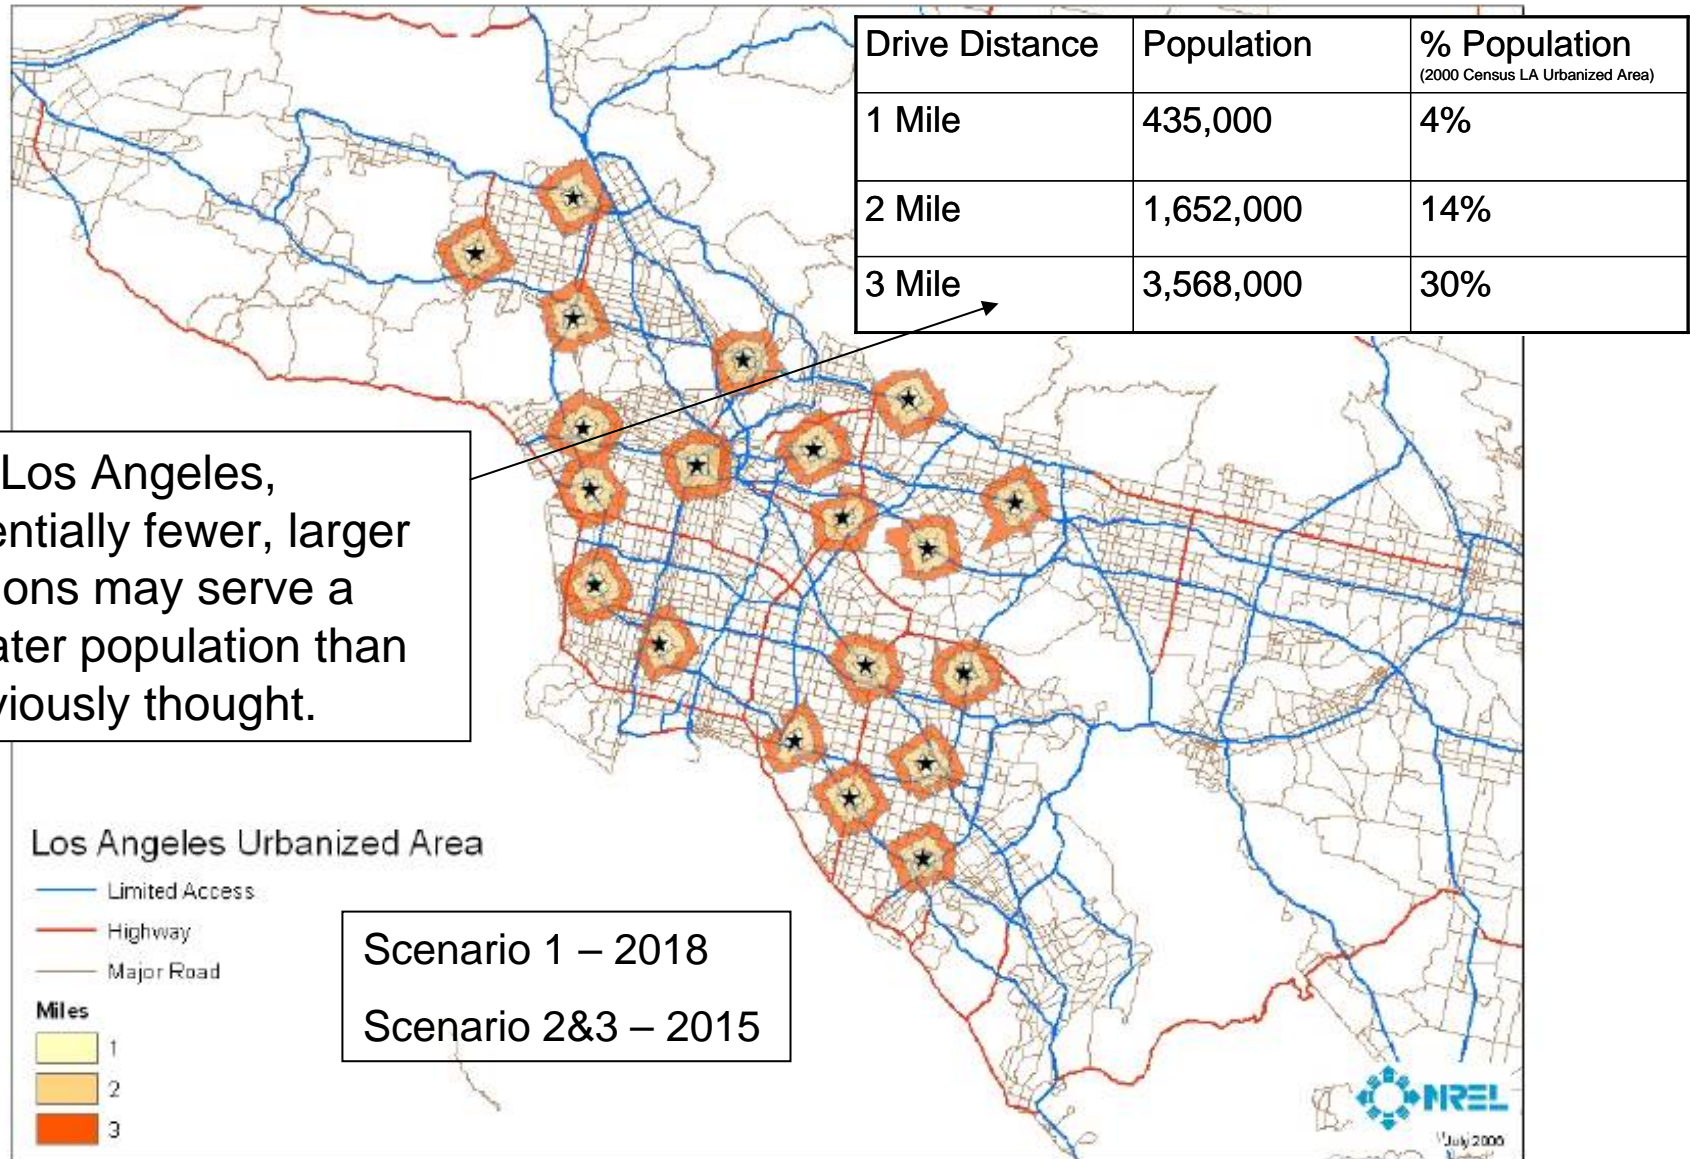 Drive Distance Population % Population
(2000 Census LA Urbanized Area)
1 Mile 435,000 4%
2 Mile 1,652,000 14%
3 Mile 3,568,000 30%
Los Angeles,
entially fewer, larger
ons may serve a
ater population than
viously thought.
Los Angeles Urbanized Area
Limited Access
Highway
Major Road
Miles
1
2
3
Scenario 1 – 2018
Scenario 2&3 – 2015
NREL
July 2006